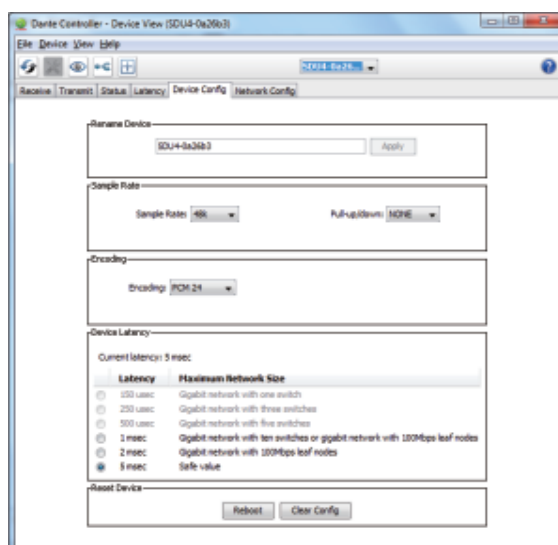 Dante Controller - Device View (SDU4-0a26b3)
File Device View Help
SDU4-0a26...
?
Receive Transmit Status Latency Device Config Network Config
Rename Device
SDU4-0a26b3 Apply
Sample Rate
Sample Rate: 48k Pull-up/down: NONE
Encoding
Encoding: PCM 24
Device Latency
Current latency: 5 msec
Latency Maximum Network Size
150 usec Gigabit network with one switch
250 usec Gigabit network with three switches
500 usec Gigabit network with five switches
1 msec Gigabit network with ten switches or gigabit network with 100Mbps leaf nodes
2 msec Gigabit network with 100Mbps leaf nodes
5 msec Safe value
Reset Device
Reboot Clear Config